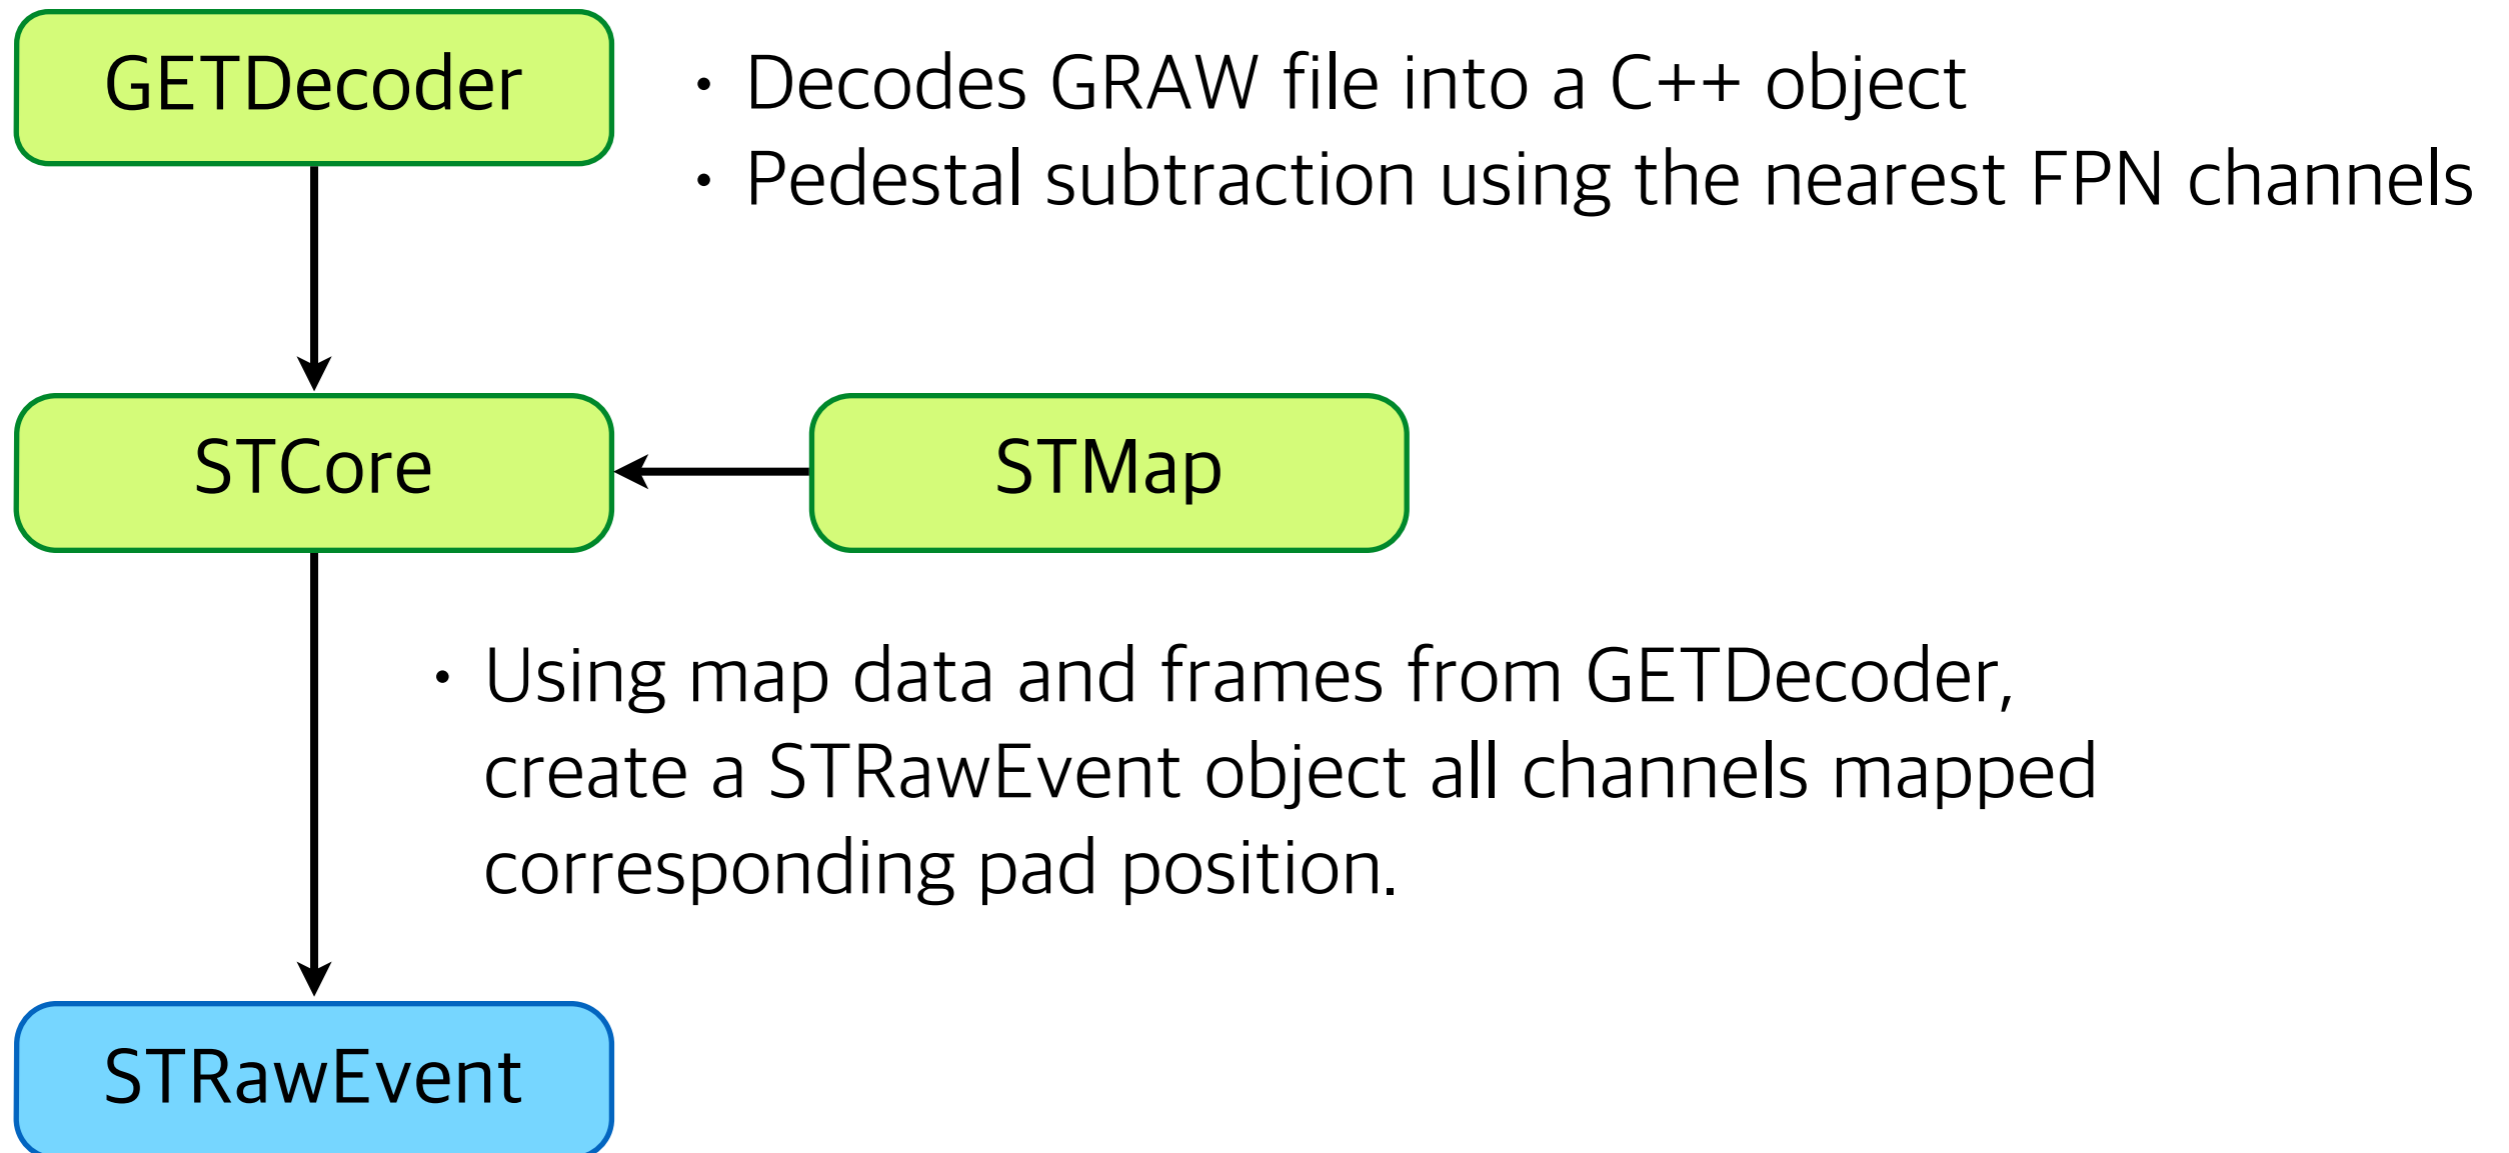 GETDecoder
• Decodes GRAW file into a C++ object
• Pedestal subtraction using the nearest FPN channels
STCore
STMap
• Using map data and frames from GETDecoder,
create a STRawEvent object all channels mapped
corresponding pad position.
STRawEvent